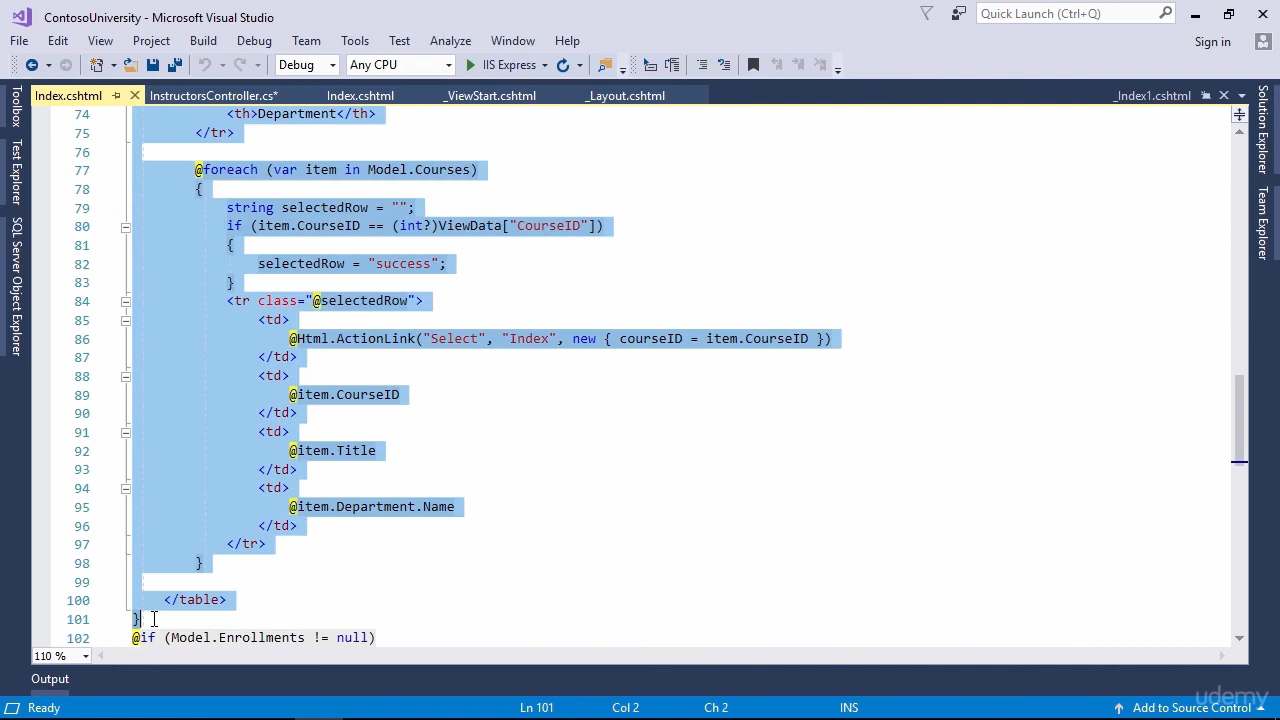 ContosoUniversity - Microsoft Visual Studio
Quick Launch (Ctrl+Q)
File Edit View Project Build Debug Team Tools Test Analyze Window Help
Sign in
Debug Any CPU IIS Express
Index.cshtml InstructorsController.cs* Index.cshtml _ViewStart.cshtml _Layout.cshtml _Index1.cshtml
Toolbox
Test Explorer
SQL Server Object Explorer
Solution Explorer
Team Explorer
74 <th>Department</th>
75 </tr>
76
77 @foreach (var item in Model.Courses)
78 {
79 string selectedRow = "";
80 if (item.CourseID == (int?)ViewData["CourseID"])
81 {
82 selectedRow = "success";
83 }
84 <tr class="@selectedRow">
85 <td>
86 @Html.ActionLink("Select", "Index", new { courseID = item.CourseID })
87 </td>
88 <td>
89 @item.CourseID
90 </td>
91 <td>
92 @item.Title
93 </td>
94 <td>
95 @item.Department.Name
96 </td>
97 </tr>
98 }
99
100 </table>
101 }
102 @if (Model.Enrollments != null)
110 %
Output
Ready Ln 101 Col 2 Ch 2 INS Add to Source Control
udemy